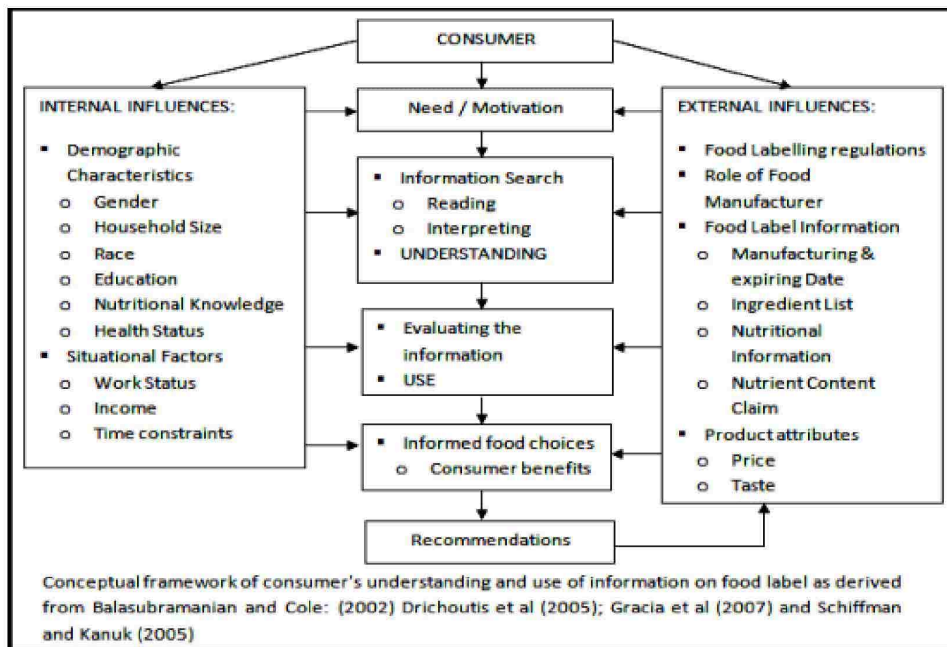 CONSUMER
INTERNAL INFLUENCES:
▪ Demographic
Characteristics
o Gender
o Household Size
o Race
o Education
o Nutritional Knowledge
o Health Status
▪ Situational Factors
o Work Status
o Income
o Time constraints
Need / Motivation
▪ Information Search
o Reading
o Interpreting
▪ UNDERSTANDING
▪ Evaluating the
information
▪ USE
▪ Informed food choices
o Consumer benefits
Recommendations
EXTERNAL INFLUENCES:
▪ Food Labelling regulations
▪ Role of Food
Manufacturer
▪ Food Label Information
o Manufacturing &
expiring Date
o Ingredient List
o Nutritional
Information
o Nutrient Content
Claim
▪ Product attributes
o Price
o Taste
Conceptual framework of consumer's understanding and use of information on food label as derived
from Balasubramanian and Cole: (2002) Drichoutis et al (2005); Gracia et al (2007) and Schiffman
and Kanuk (2005)